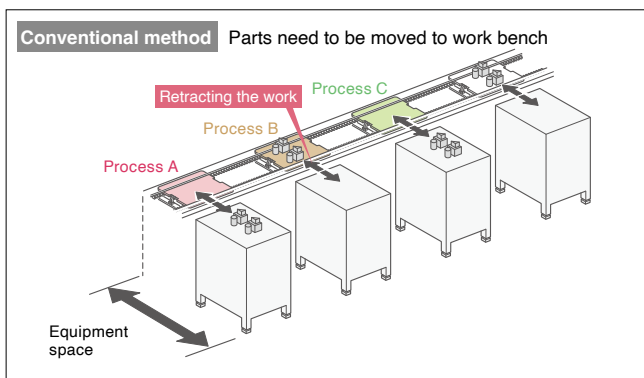 Conventional method Parts need to be moved to work bench
Retracting the work
Process C
Process B
Process A
Equipment
space